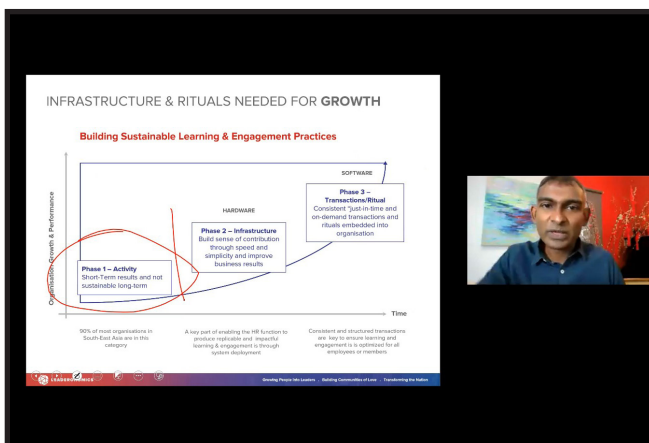 INFRASTRUCTURE & RITUALS NEEDED FOR GROWTH
Building Sustainable Learning & Engagement Practices
Organisation Growth & Performance
SOFTWARE
Phase 3 –
Transactions/Ritual
Consistent "just-in-time and
on-demand transactions and
rituals embedded into
organisation
HARDWARE
Phase 2 – Infrastructure
Build sense of contribution
through speed and
simplicity and improve
business results
Phase 1 – Activity
Short-Term results and not
sustainable long-term
Time
90% of most organisations in
South-East Asia are in this
category
A key part of enabling the HR function to
produce replicable and impactful
learning & engagement is through
system deployment
Consistent and structured transactions
are key to ensure learning and
engagement is is optimized for all
employees or members
LEADERONOMICS
Growing People Into Leaders | Building Communities of Love | Transforming the Nation